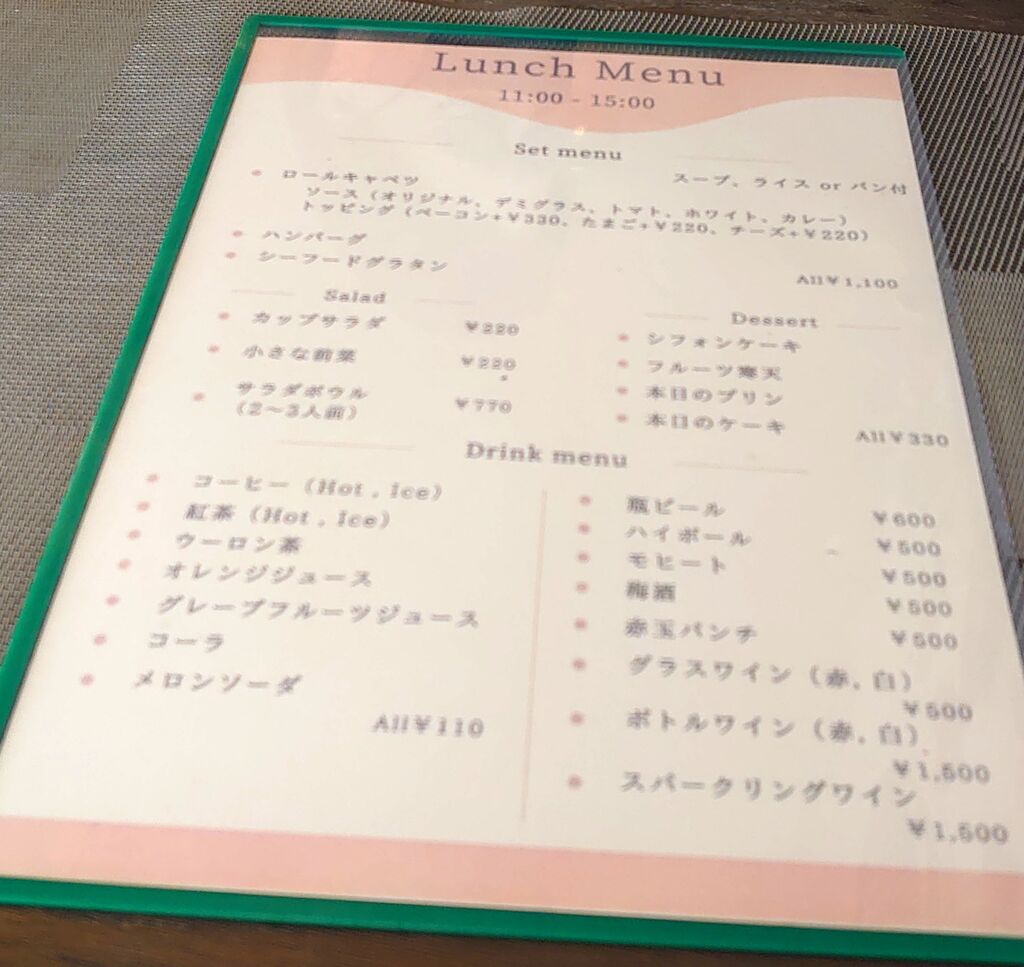 Lunch Menu
11:00 - 15:00
Set menu
ロールキャベツ スープ、ライス or パン付
ソース（オリジナル、デミグラス、トマト、ホワイト、カレー）
トッピング（ベーコン+¥330、たまご+¥220、チーズ+¥220）
ハンバーグ
シーフードグラタン
All¥1,100
Salad
カップサラダ ¥220
小さな前菜 ¥220
サラダボウル
（2～3人前） ¥770
Dessert
シフォンケーキ
フルーツ寒天
本日のプリン
本日のケーキ
All¥330
Drink menu
コーヒー（Hot , Ice）
紅茶（Hot , Ice）
ウーロン茶
オレンジジュース
グレープフルーツジュース
コーラ
メロンソーダ
All¥110
瓶ビール ¥600
ハイボール ¥500
モヒート ¥500
梅酒 ¥500
赤玉パンチ ¥500
グラスワイン（赤, 白）
¥500
ボトルワイン（赤, 白）
¥1,500
スパークリングワイン
¥1,500